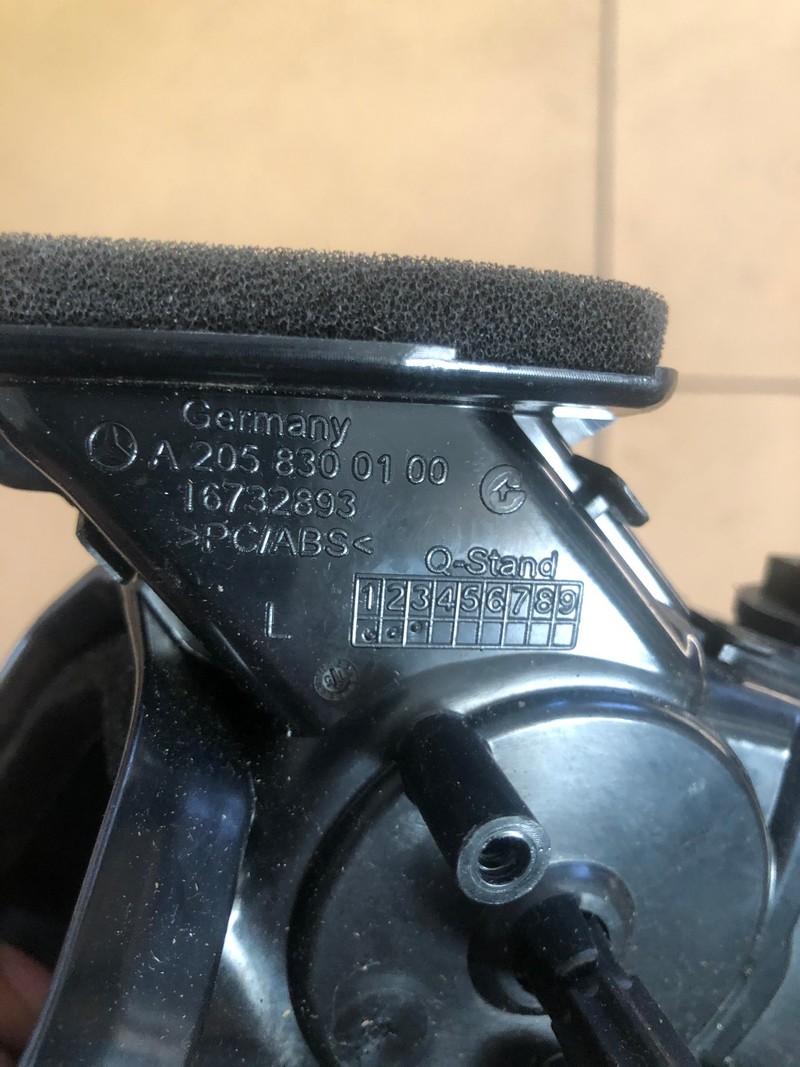 Germany
A 205 830 01 00
16732893
>PC/ABS<
Q-Stand
1 2 3 4 5 6 7 8 9
L